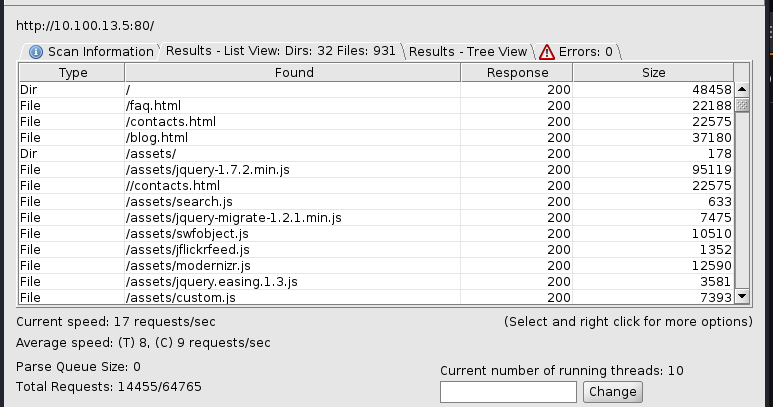 http://10.100.13.5:80/
Scan Information Results - List View: Dirs: 32 Files: 931 Results - Tree View Errors: 0
Type Found Response Size
Dir / 200 48458
File /faq.html 200 22188
File /contacts.html 200 22575
File /blog.html 200 37180
Dir /assets/ 200 178
File /assets/jquery-1.7.2.min.js 200 95119
File //contacts.html 200 22575
File /assets/search.js 200 633
File /assets/jquery-migrate-1.2.1.min.js 200 7475
File /assets/swfobject.js 200 10510
File /assets/jflickrfeed.js 200 1352
File /assets/modernizr.js 200 12590
File /assets/jquery.easing.1.3.js 200 3581
File /assets/custom.js 200 7393
Current speed: 17 requests/sec (Select and right click for more options)
Average speed: (T) 8, (C) 9 requests/sec
Parse Queue Size: 0
Current number of running threads: 10
Total Requests: 14455/64765
Change